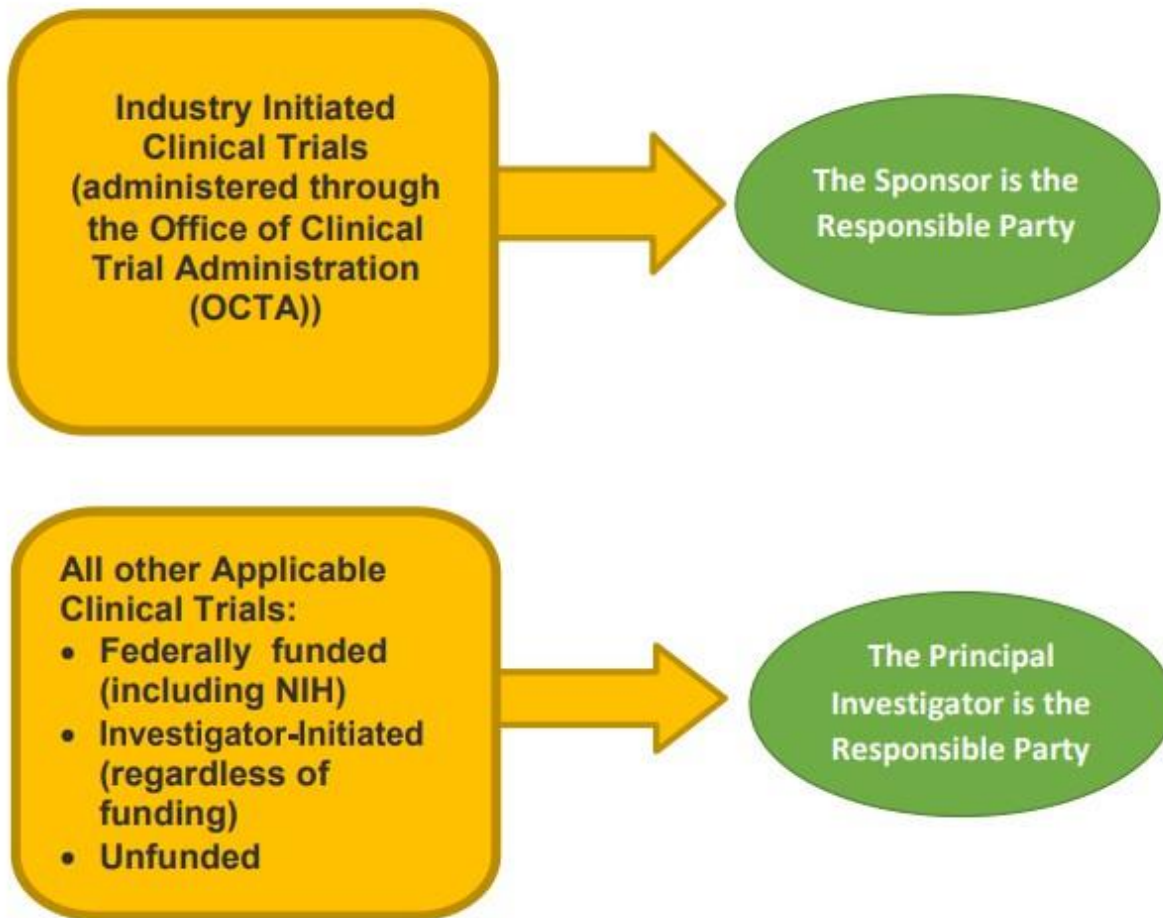 Industry Initiated
Clinical Trials
(administered through
the Office of Clinical
Trial Administration
(OCTA))
The Sponsor is the
Responsible Party
All other Applicable
Clinical Trials:
• Federally funded
(including NIH)
• Investigator-Initiated
(regardless of
funding)
• Unfunded
The Principal
Investigator is the
Responsible Party